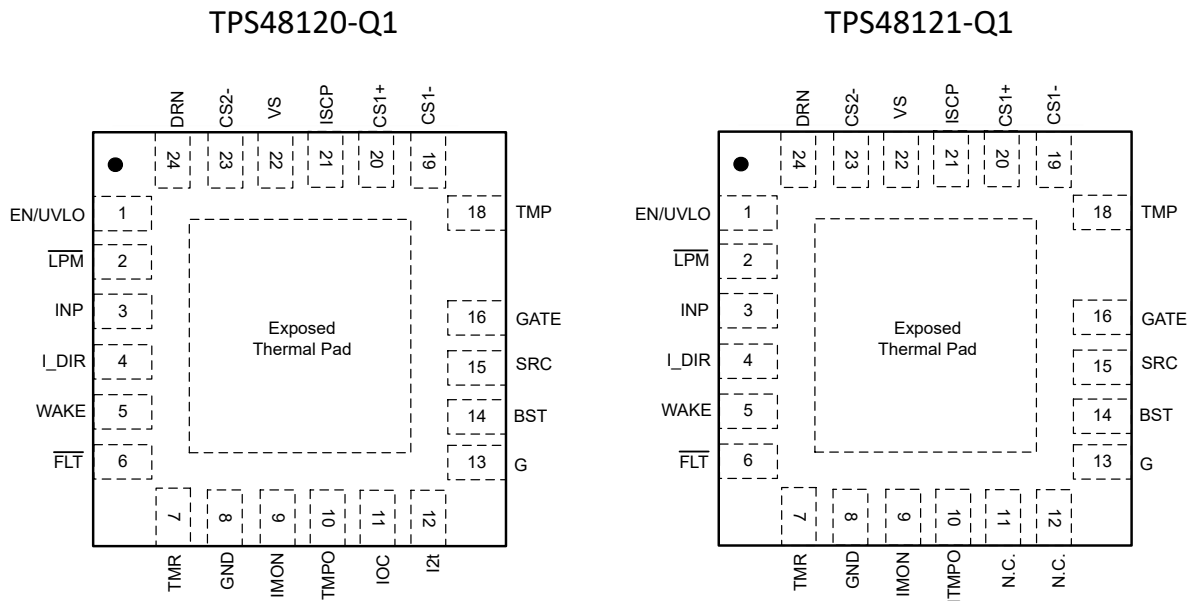 TPS48120-Q1
DRN
CS2-
VS
ISCP
CS1+
CS1-
24
23
22
21
20
19
EN/UVLO 1
LPM 2
INP 3
I_DIR 4
WAKE 5
FLT 6
18 TMP
16 GATE
15 SRC
14 BST
13 G
Exposed
Thermal Pad
7
8
9
10
11
12
TMR
GND
IMON
TMPO
IOC
I2t
TPS48121-Q1
DRN
CS2-
VS
ISCP
CS1+
CS1-
24
23
22
21
20
19
EN/UVLO 1
LPM 2
INP 3
I_DIR 4
WAKE 5
FLT 6
18 TMP
16 GATE
15 SRC
14 BST
13 G
Exposed
Thermal Pad
7
8
9
10
11
12
TMR
GND
IMON
ITMPO
N.C.
N.C.